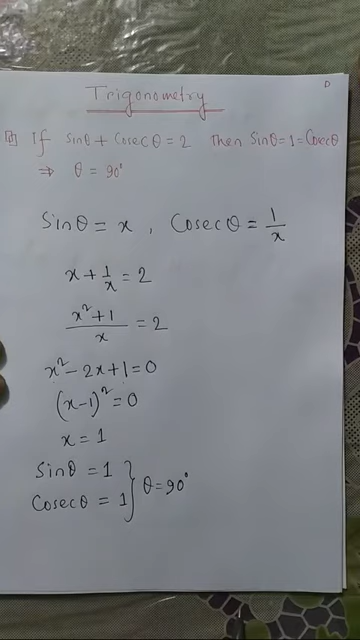 D
Trigonometry
If Sinθ + Cosecθ = 2 Then Sinθ = 1 = Cosecθ
⇒ θ = 90°
Sinθ = x , Cosecθ = 1/x
x + 1/x = 2
(x² + 1)/x = 2
x² - 2x + 1 = 0
(x-1)² = 0
x = 1
Sinθ = 1
Cosecθ = 1 } θ = 90°